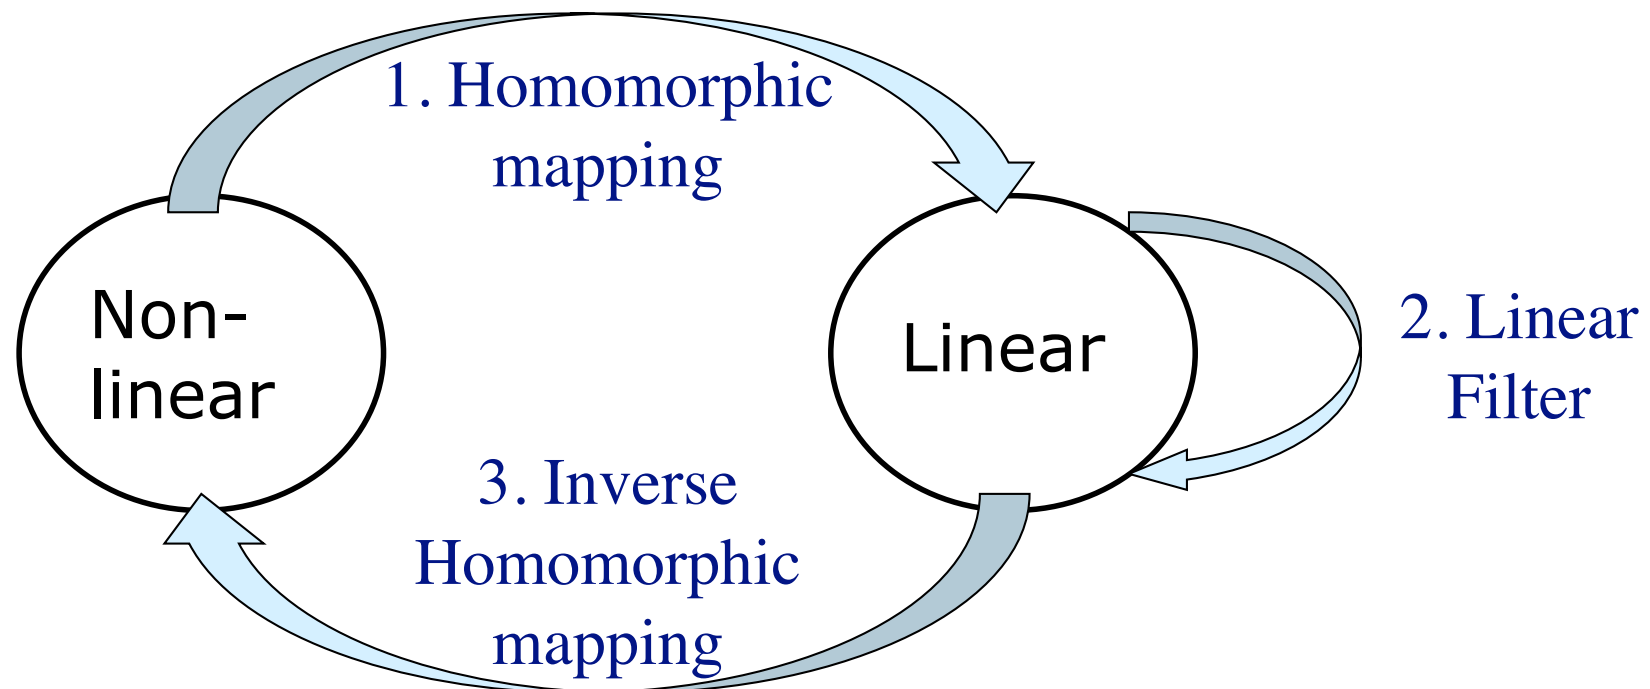 1. Homomorphic
mapping
Non-
linear
Linear
2. Linear
Filter
3. Inverse
Homomorphic
mapping